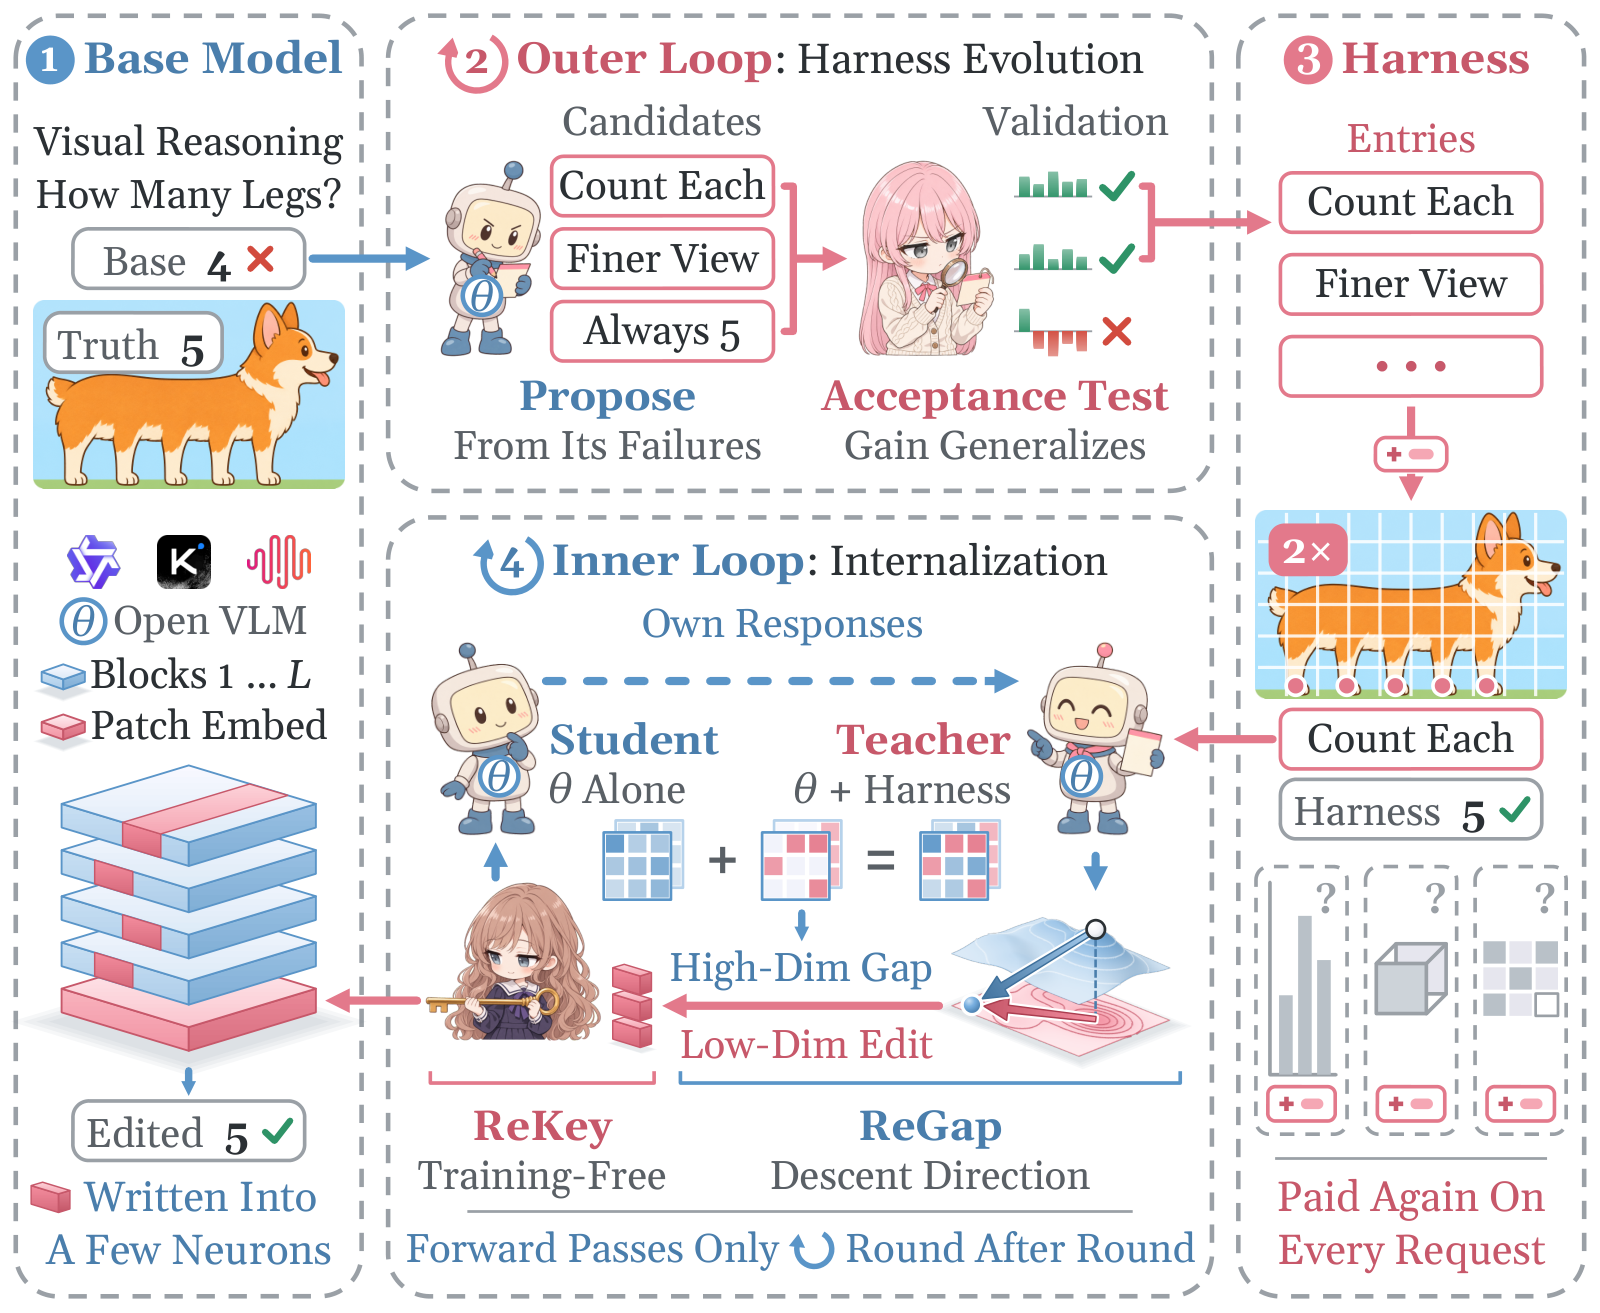 1 Base Model
Visual Reasoning
How Many Legs?
Base 4
Truth 5
K
θ Open VLM
Blocks 1 ... L
Patch Embed
Edited 5
Written Into
A Few Neurons
2 Outer Loop: Harness Evolution
Candidates
Validation
Count Each
Finer View
Always 5
θ
Propose
From Its Failures
Acceptance Test
Gain Generalizes
4 Inner Loop: Internalization
Own Responses
Student
θ Alone
θ
Teacher
θ + Harness
θ
+ =
High-Dim Gap
Low-Dim Edit
ReKey
Training-Free
ReGap
Descent Direction
Forward Passes Only Round After Round
3 Harness
Entries
Count Each
Finer View
• • •
+
2×
Count Each
Harness 5
? ? ?
+ + +
Paid Again On
Every Request